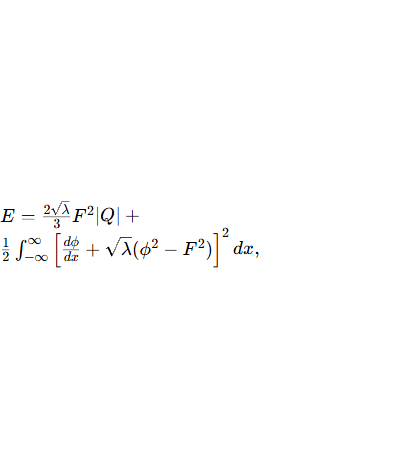 E = \frac{2\sqrt{\lambda}}{3} F^2 |Q| +
\frac{1}{2} \int_{-\infty}^{\infty} \left[ \frac{d\phi}{dx} + \sqrt{\lambda} (\phi^2 - F^2) \right]^2 dx,